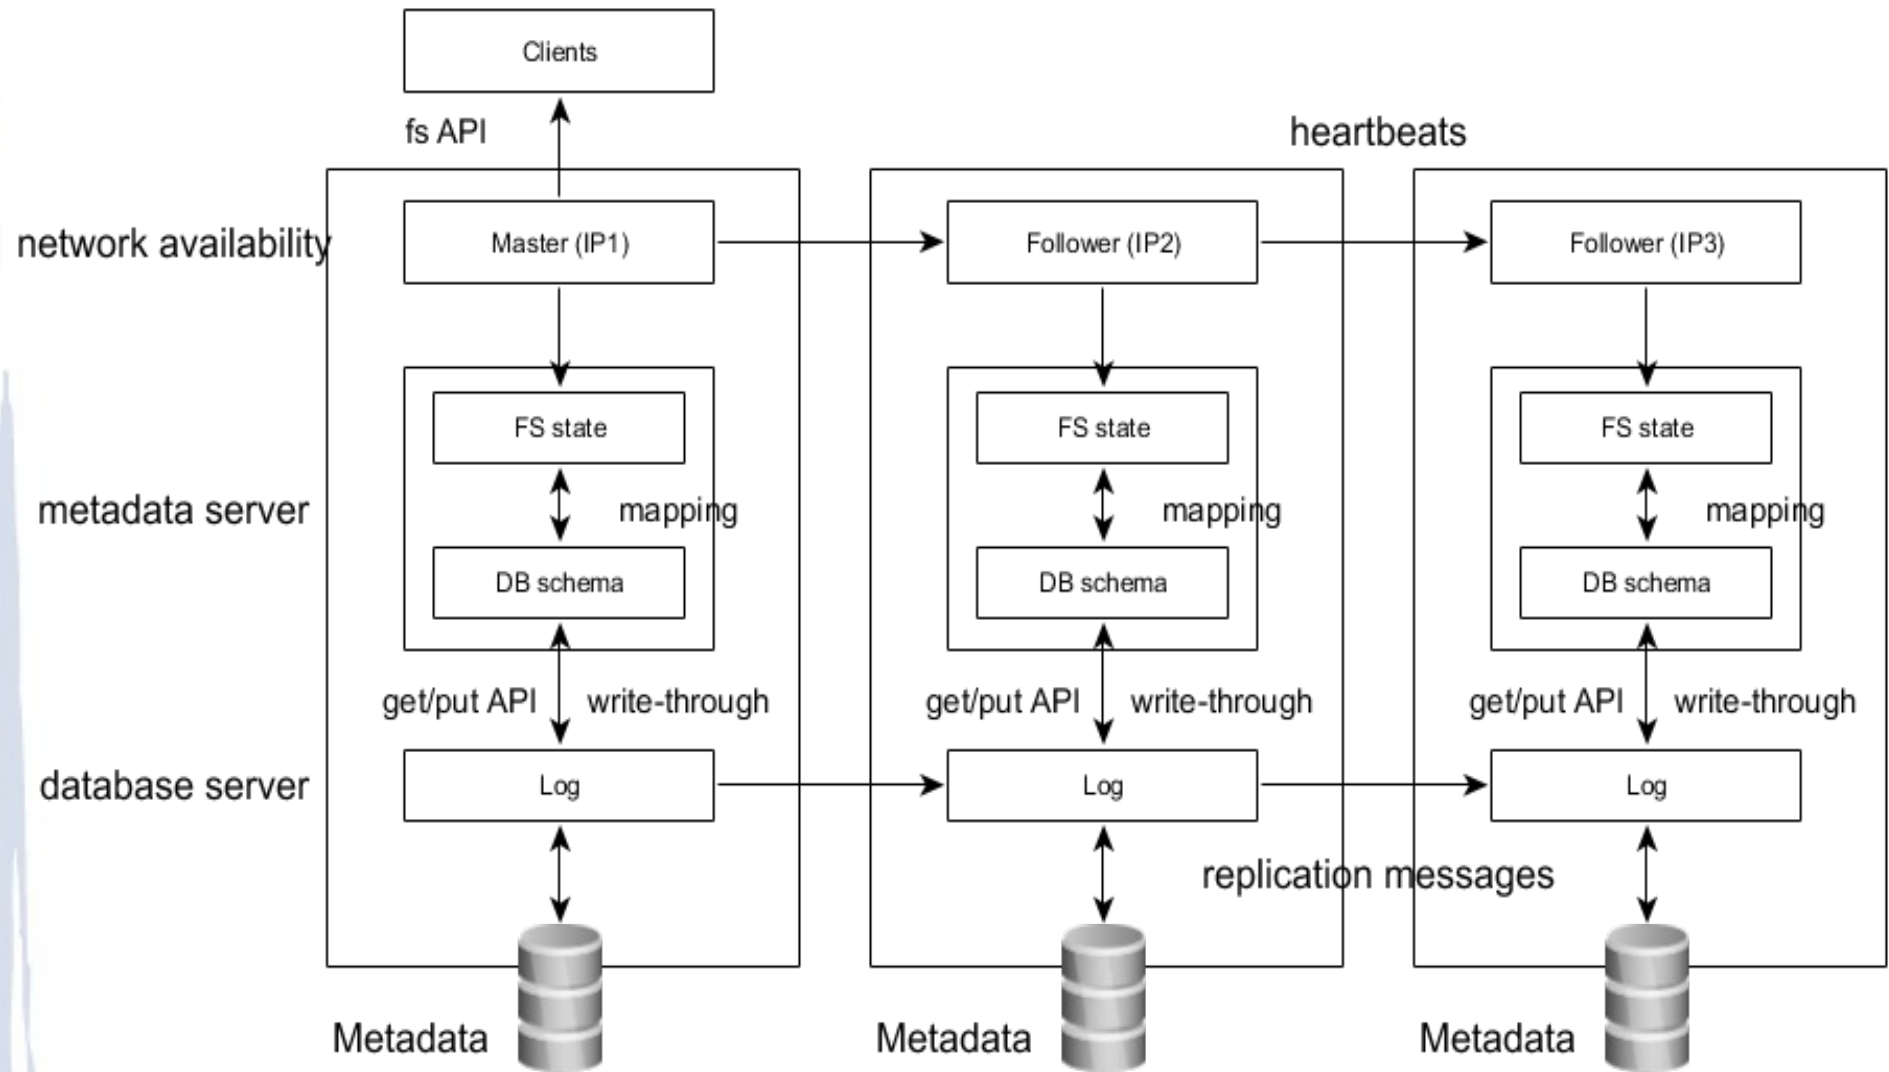 Clients
fs API
heartbeats
network availability
Master (IP1)
Follower (IP2)
Follower (IP3)
FS state
FS state
FS state
metadata server
mapping
mapping
mapping
DB schema
DB schema
DB schema
get/put API
write-through
get/put API
write-through
get/put API
write-through
database server
Log
Log
Log
replication messages
Metadata
Metadata
Metadata